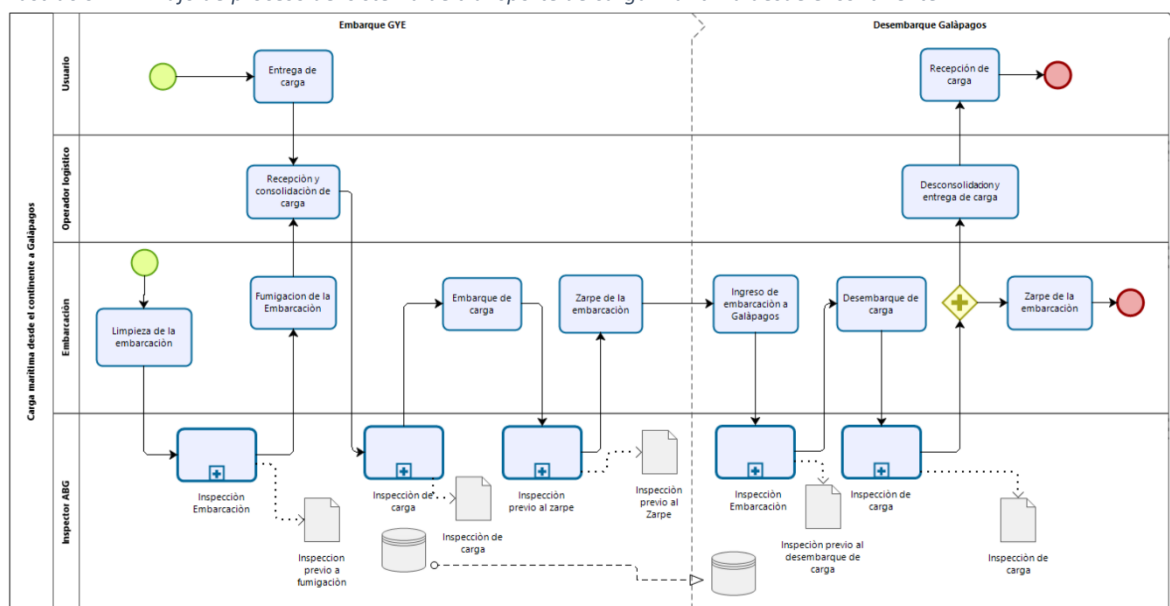 Embarque GYE
Desembarque Galápagos
Carga marítima desde el continente a Galápagos
Usuario
Entrega de
carga
Recepción de
carga
Operador logístico
Recepción y
consolidación de
carga
Desconsolidadon y
entrega de carga
Embarcación
Limpieza de la
embarcación
Fumigacion de la
Embarcación
Embarque de
carga
Zarpe de la
embarcación
Ingreso de
embarcación a
Galápagos
Desembarque de
carga
Zarpe de la
embarcación
Inspector ABG
Inspección
Embarcación
Inspeccion
previo a
fumigación
Inspección de
carga
Inspección de
carga
Inspección
previo al zarpe
Inspección
previo al
Zarpe
Inspección
Embarcación
Inspeción previo al
desembarque de
carga
Inspección de
carga
Inspección de
carga